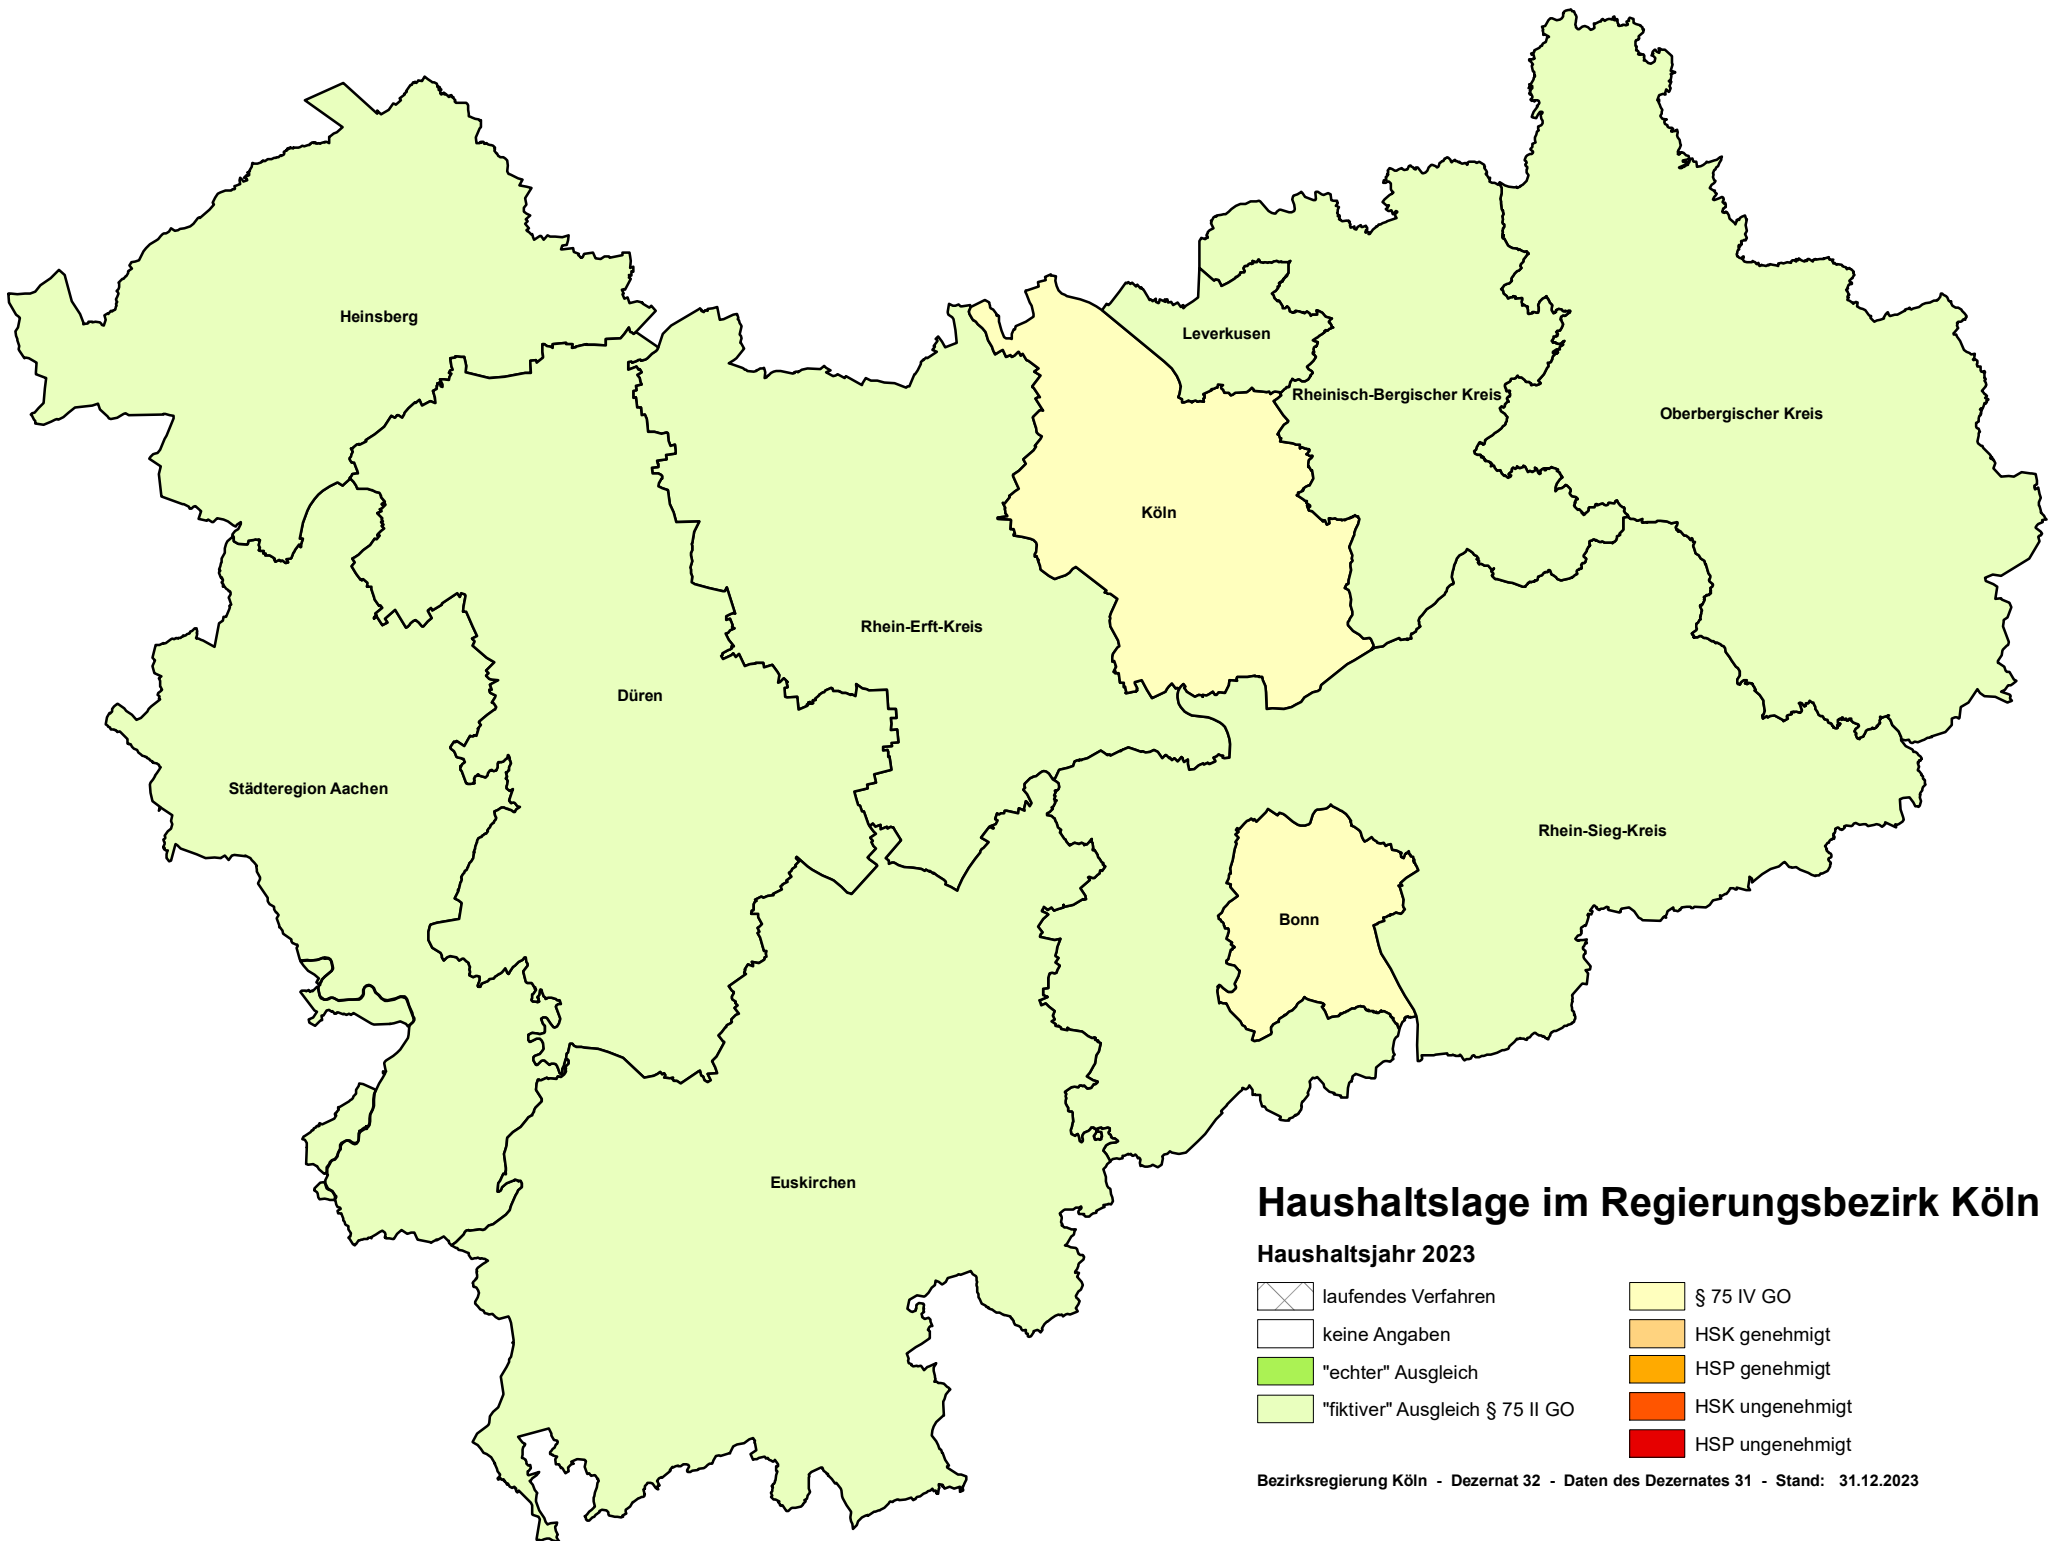 Heinsberg
Leverkusen
Rheinisch-Bergischer Kreis
Oberbergischer Kreis
Köln
Rhein-Erft-Kreis
Düren
Städteregion Aachen
Rhein-Sieg-Kreis
Bonn
Euskirchen
Haushaltslage im Regierungsbezirk Köln
Haushaltsjahr 2023
laufendes Verfahren
keine Angaben
"echter" Ausgleich
"fiktiver" Ausgleich § 75 II GO
§ 75 IV GO
HSK genehmigt
HSP genehmigt
HSK ungenehmigt
HSP ungenehmigt
Bezirksregierung Köln - Dezernat 32 - Daten des Dezernates 31 - Stand: 31.12.2023